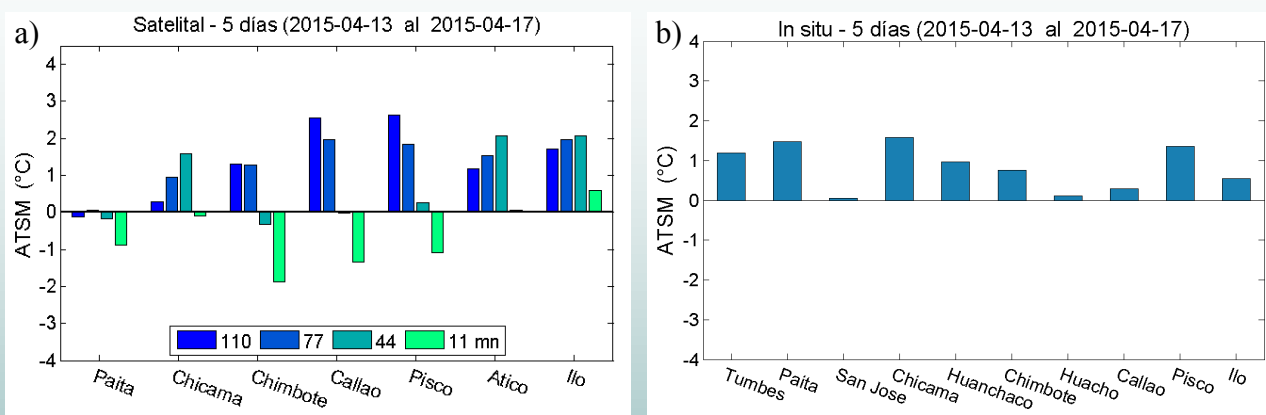 a)
Satelital - 5 días (2015-04-13 al 2015-04-17)
ATSM (°C)
4
3
2
1
0
-1
-2
-3
-4
110 77 44 11 mn
Paita Chicama Chimbote Callao Pisco Atico Ilo
b)
In situ - 5 días (2015-04-13 al 2015-04-17)
ATSM (°C)
4
3
2
1
0
-1
-2
-3
-4
Tumbes Paita San Jose Chicama Huanchaco Chimbote Huacho Callao Pisco Ilo